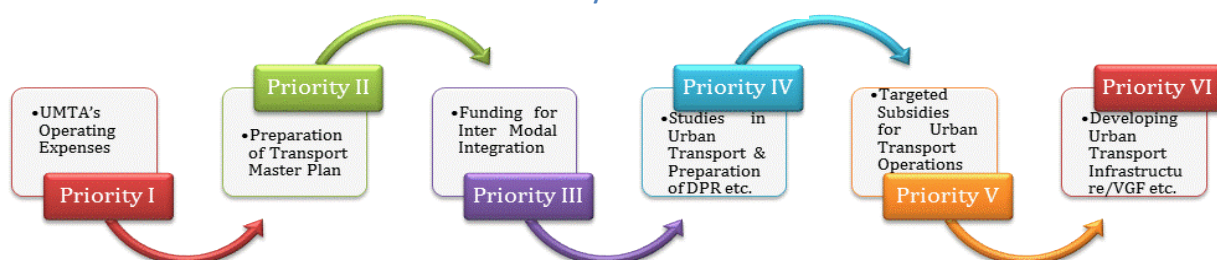 •UMTA's
Operating
Expenses
Priority I
Priority II
•Preparation
of Transport
Master Plan
•Funding for
Inter Modal
Integration
Priority III
Priority IV
•Studies in
Urban
Transport &
Preparation
of DPR etc.
•Targeted
Subsidies
for Urban
Transport
Operations
Priority V
Priority VI
•Developing
Urban
Transport
Infrastructu
re/VGF etc.